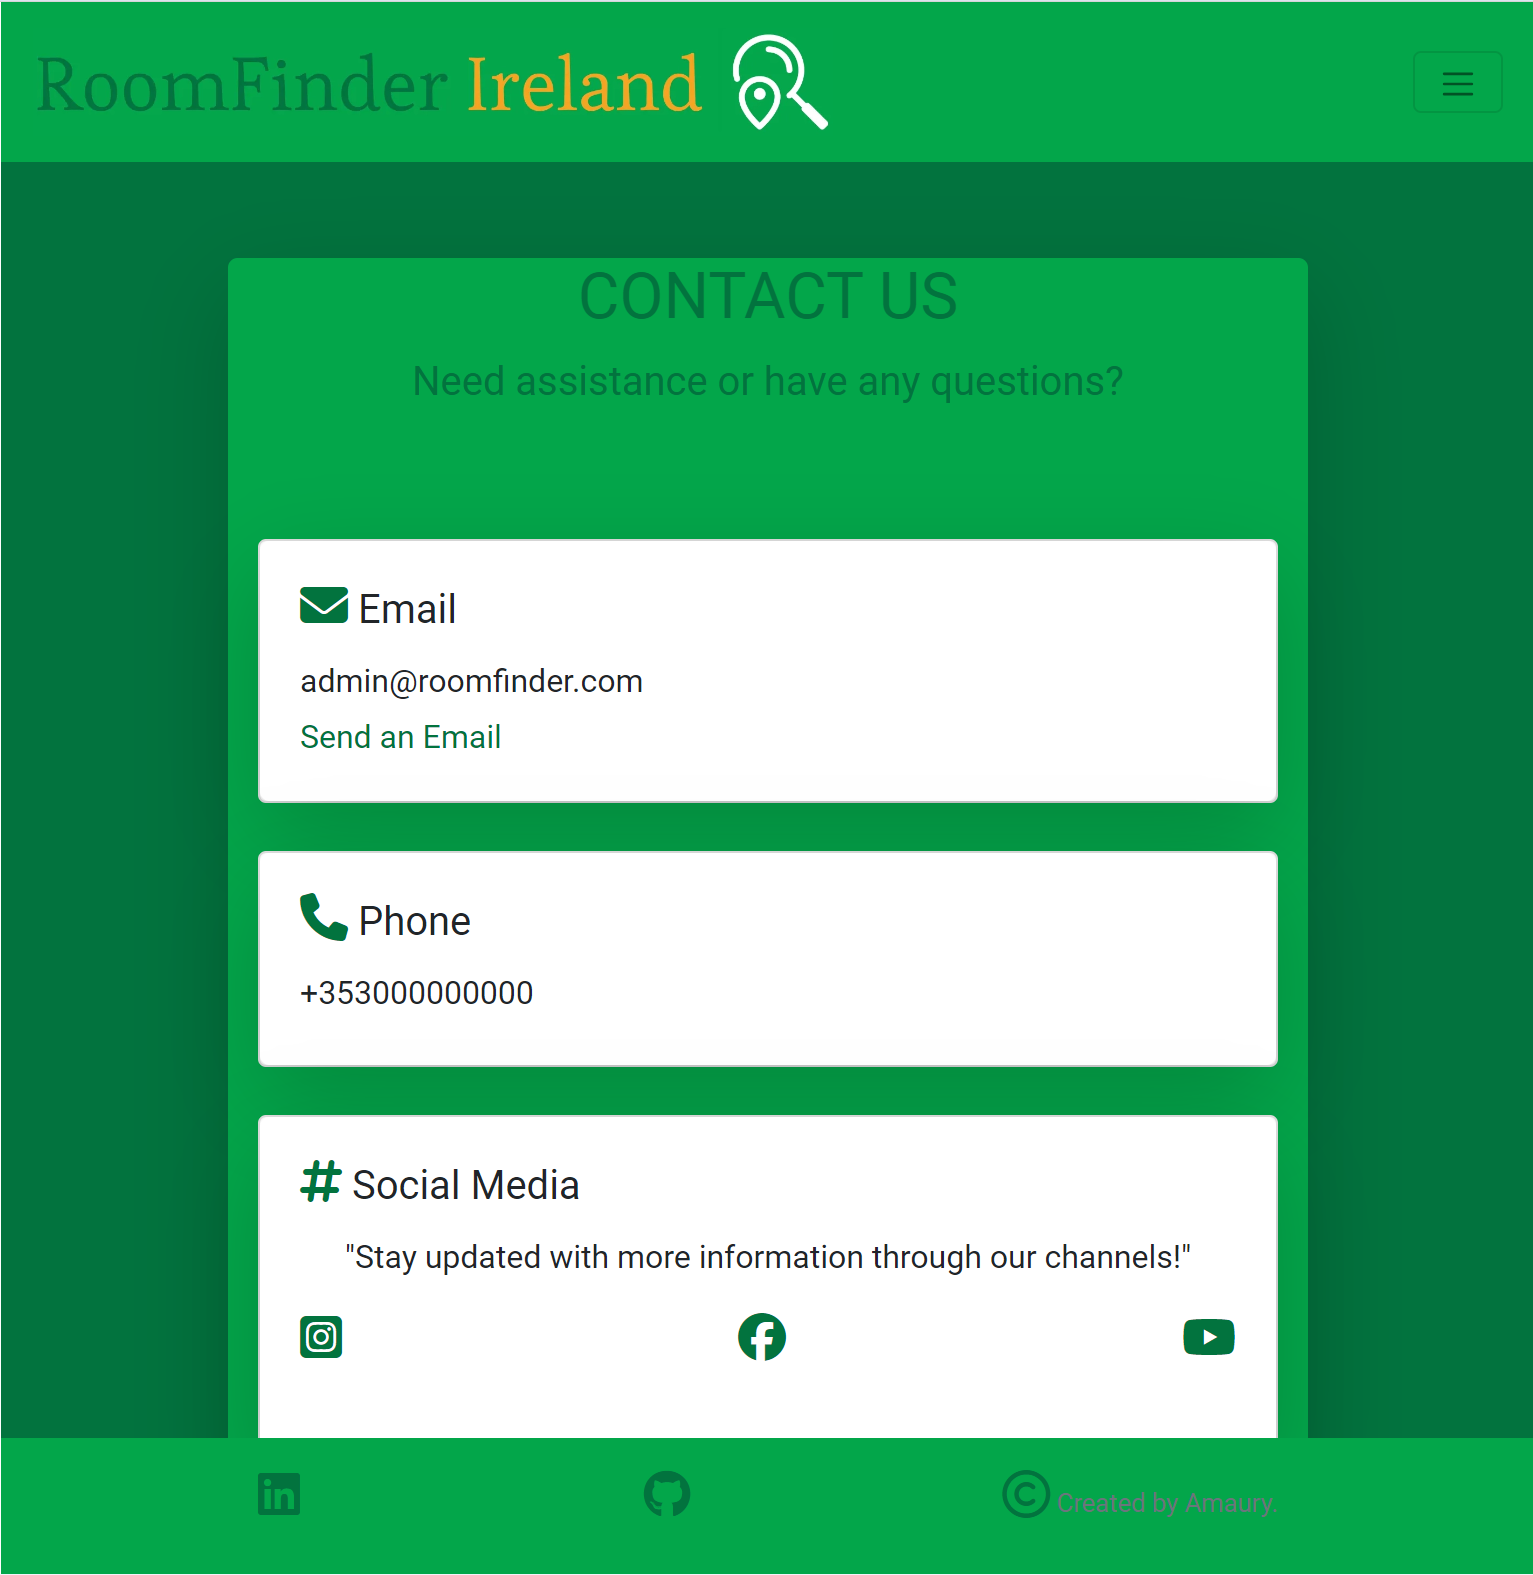 RoomFinder Ireland
CONTACT US
Need assistance or have any questions?
Email
admin@roomfinder.com
Send an Email
Phone
+353000000000
# Social Media
"Stay updated with more information through our channels!"
© Created by Amaury.